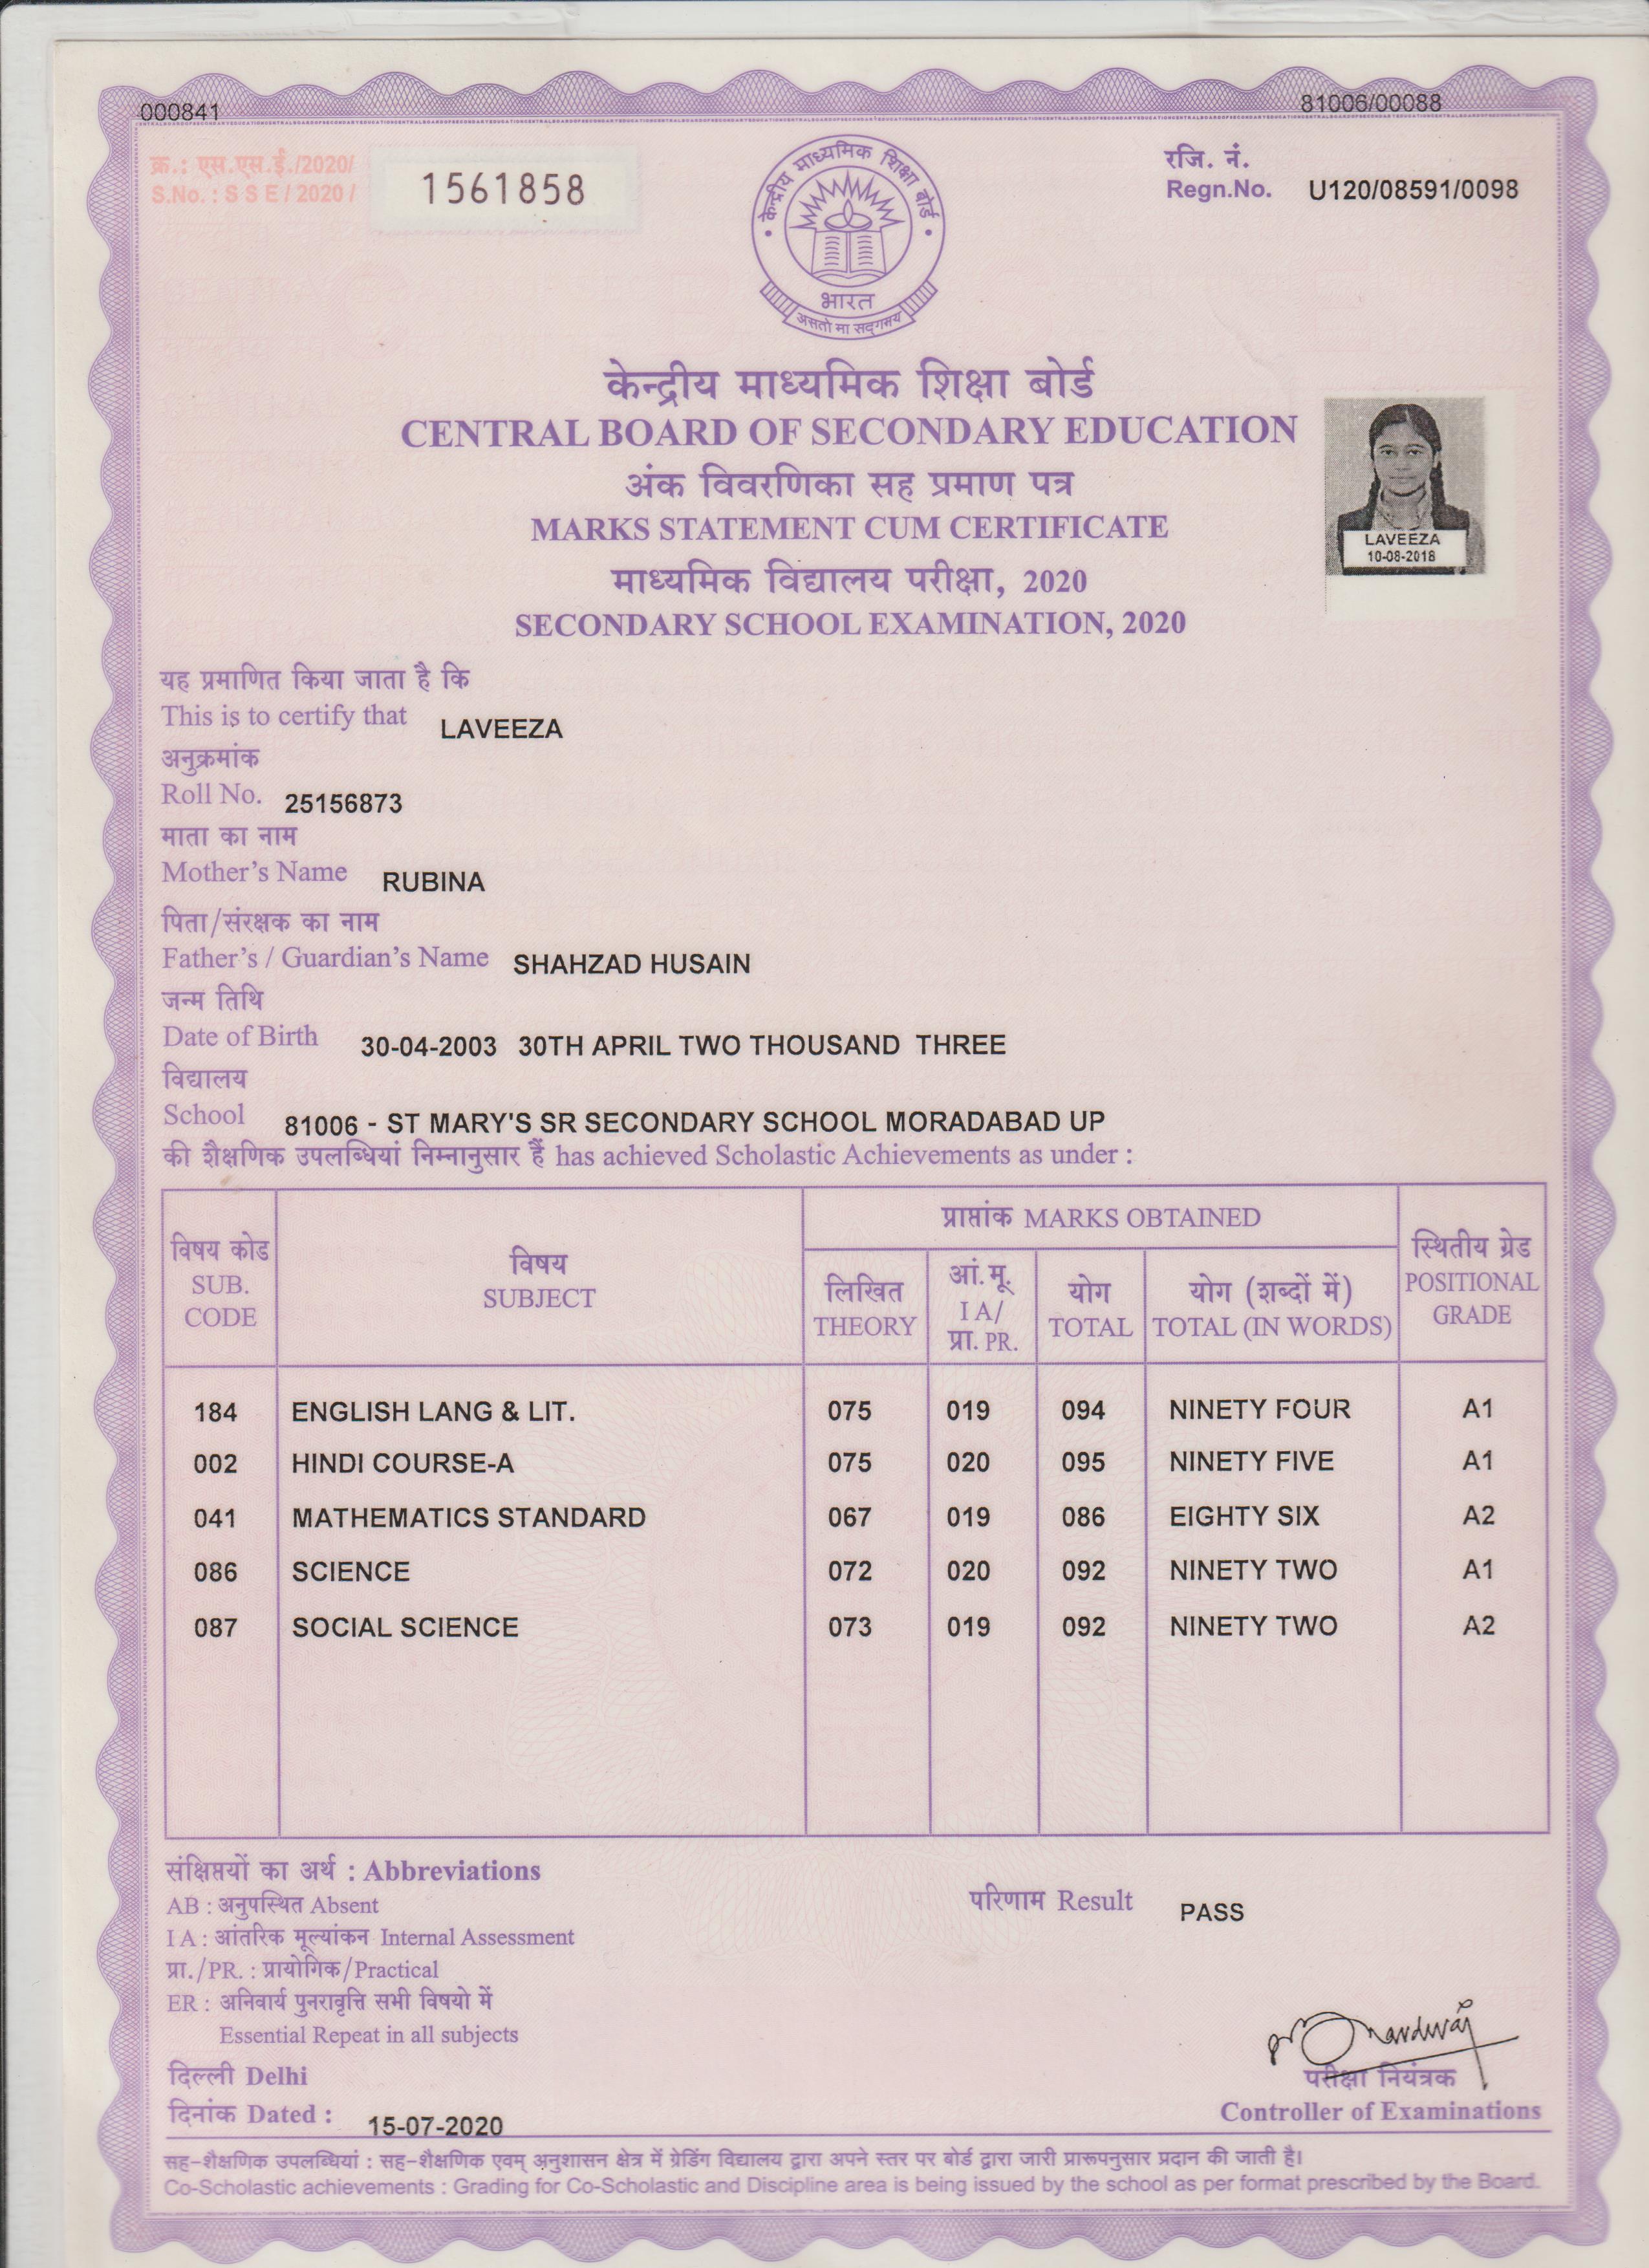 000841
81006/00088
क्र.: एस.एस.ई./2020/
S.No. : S S E / 2020 /
1561858
रजि. नं.
Regn.No. U120/08591/0098
केन्द्रीय माध्यमिक शिक्षा बोर्ड
भारत
असतो मा सद्गमय
केन्द्रीय माध्यमिक शिक्षा बोर्ड
CENTRAL BOARD OF SECONDARY EDUCATION
अंक विवरणिका सह प्रमाण पत्र
MARKS STATEMENT CUM CERTIFICATE
माध्यमिक विद्यालय परीक्षा, 2020
SECONDARY SCHOOL EXAMINATION, 2020
LAVEEZA
10-08-2018
यह प्रमाणित किया जाता है कि
This is to certify that LAVEEZA
अनुक्रमांक
Roll No. 25156873
माता का नाम
Mother's Name RUBINA
पिता/संरक्षक का नाम
Father's / Guardian's Name SHAHZAD HUSAIN
जन्म तिथि
Date of Birth 30-04-2003 30TH APRIL TWO THOUSAND THREE
विद्यालय
School 81006 - ST MARY'S SR SECONDARY SCHOOL MORADABAD UP
की शैक्षणिक उपलब्धियां निम्नानुसार हैं has achieved Scholastic Achievements as under :
विषय कोड
SUB.
CODE
विषय
SUBJECT
प्राप्तांक MARKS OBTAINED
लिखित
THEORY
आं.मू.
I A/
प्रा. PR.
योग
TOTAL
योग (शब्दों में)
TOTAL (IN WORDS)
स्थितीय ग्रेड
POSITIONAL
GRADE
184 ENGLISH LANG & LIT. 075 019 094 NINETY FOUR A1
002 HINDI COURSE-A 075 020 095 NINETY FIVE A1
041 MATHEMATICS STANDARD 067 019 086 EIGHTY SIX A2
086 SCIENCE 072 020 092 NINETY TWO A1
087 SOCIAL SCIENCE 073 019 092 NINETY TWO A2
संक्षिप्तियों का अर्थ : Abbreviations
AB : अनुपस्थित Absent
I A : आंतरिक मूल्यांकन Internal Assessment
प्रा./PR. : प्रायोगिक/Practical
ER : अनिवार्य पुनरावृत्ति सभी विषयो में
Essential Repeat in all subjects
परिणाम Result PASS
दिल्ली Delhi
दिनांक Dated : 15-07-2020
परीक्षा नियंत्रक
Controller of Examinations
सह-शैक्षणिक उपलब्धियां : सह-शैक्षणिक एवम् अनुशासन क्षेत्र में ग्रेडिंग विद्यालय द्वारा अपने स्तर पर बोर्ड द्वारा जारी प्रारूपनुसार प्रदान की जाती है।
Co-Scholastic achievements : Grading for Co-Scholastic and Discipline area is being issued by the school as per format prescribed by the Board.